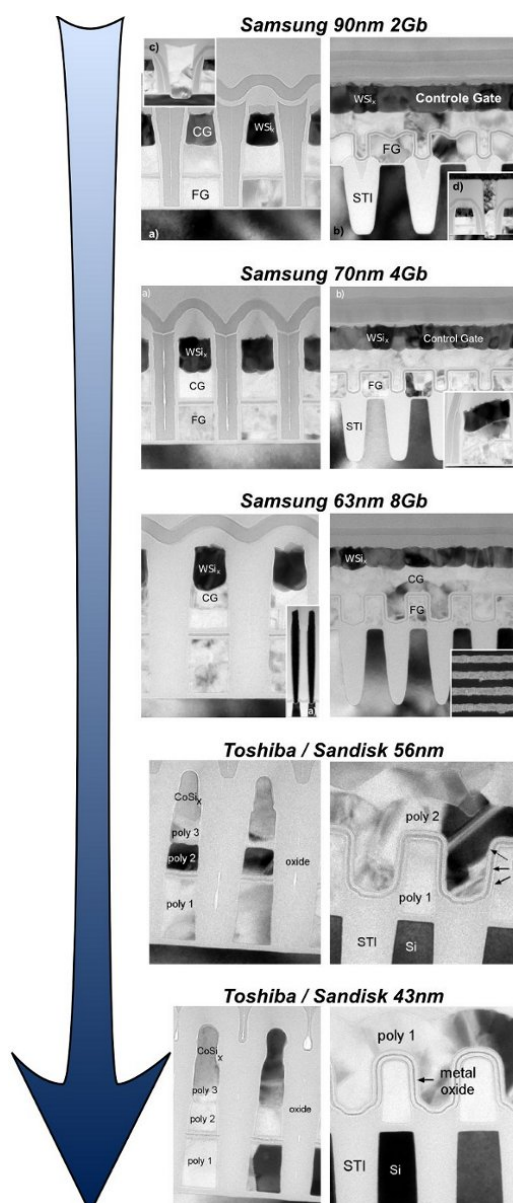 Samsung 90nm 2Gb
c)
CG
WSiₓ
FG
a)
WSiₓ
Controle Gate
FG
STI
b)
d)
Samsung 70nm 4Gb
a)
WSiₓ
CG
FG
b)
WSiₓ
Control Gate
FG
STI
Samsung 63nm 8Gb
WSiₓ
CG
a)
WSiₓ
CG
FG
Toshiba / Sandisk 56nm
CoSiₓ
poly 3
poly 2
oxide
poly 1
poly 2
poly 1
STI
Si
Toshiba / Sandisk 43nm
CoSiₓ
poly 3
poly 2
oxide
poly 1
poly 1
metal
oxide
STI
Si